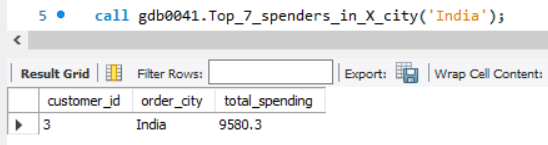 5 call gdb0041.Top_7_spenders_in_X_city('India');
Result Grid Filter Rows: Export: Wrap Cell Content:
customer_id order_city total_spending
3 India 9580.3